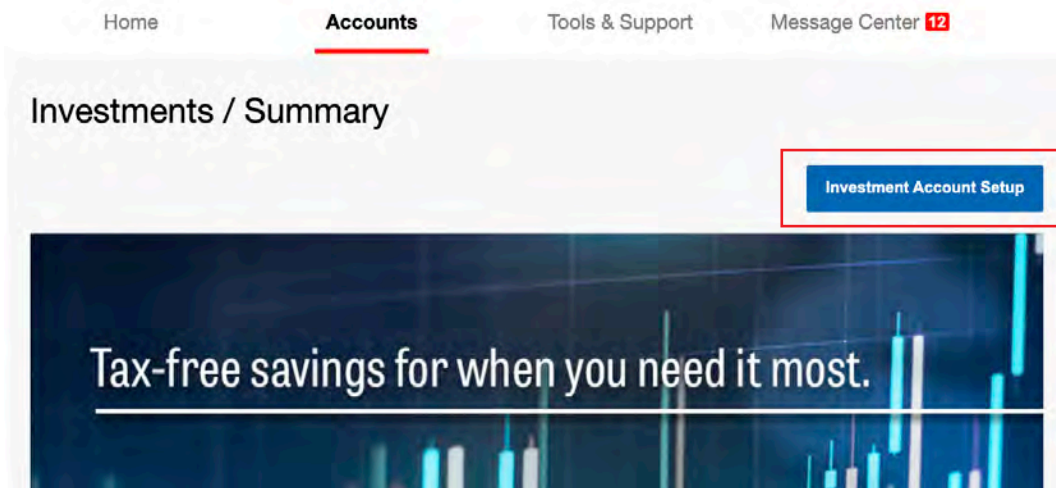 Home Accounts Tools & Support Message Center 12
Investments / Summary
Investment Account Setup
Tax-free savings for when you need it most.